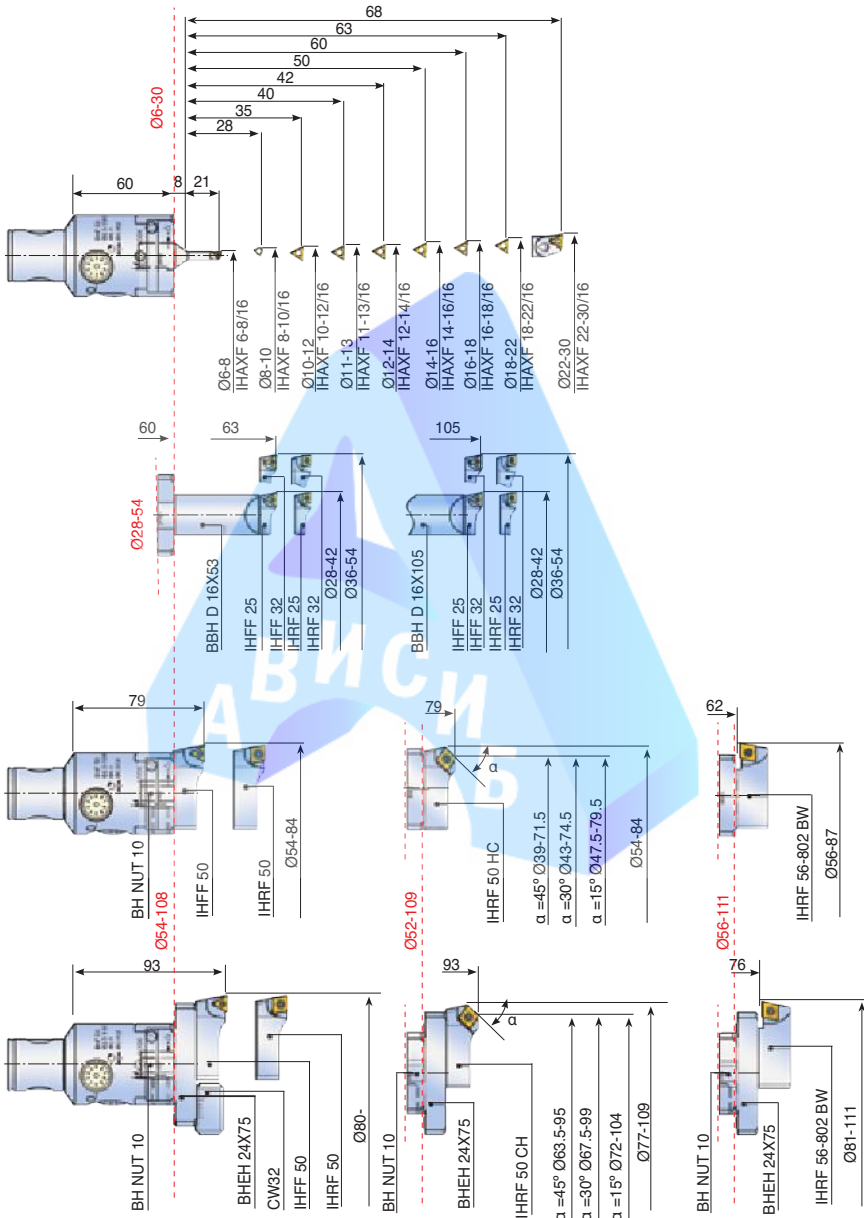 68
63
60
50
42
40
35
28
Ø6-30
60
8
21
Ø6-8
IHAXF 6-8/16
Ø8-10
IHAXF 8-10/16
Ø10-12
IHAXF 10-12/16
Ø11-13
IHAXF 11-13/16
Ø12-14
IHAXF 12-14/16
Ø14-16
IHAXF 14-16/16
Ø16-18
IHAXF 16-18/16
Ø18-22
IHAXF 18-22/16
Ø22-30
IHAXF 22-30/16
60
63
105
Ø28-54
BBH D 16X53
IHFF 25
IHFF 32
IHRF 25
IHRF 32
Ø28-42
Ø36-54
BBH D 16X105
IHFF 25
IHFF 32
IHRF 25
IHRF 32
Ø28-42
Ø36-54
АВИСИБ
79
BH NUT 10
Ø54-108
IHFF 50
IHRF 50
Ø54-84
79
α
Ø52-109
IHRF 50 HC
α =45º Ø39-71.5
α =30º Ø43-74.5
α =15º Ø47.5-79.5
Ø54-84
62
Ø56-111
IHRF 56-802 BW
Ø56-87
93
BH NUT 10
BHEH 24X75
CW32
IHFF 50
IHRF 50
Ø80-
93
α
BH NUT 10
BHEH 24X75
IHRF 50 CH
α =45º Ø63.5-95
α =30º Ø67.5-99
α =15º Ø72-104
Ø77-109
76
BH NUT 10
BHEH 24X75
IHRF 56-802 BW
Ø81-111